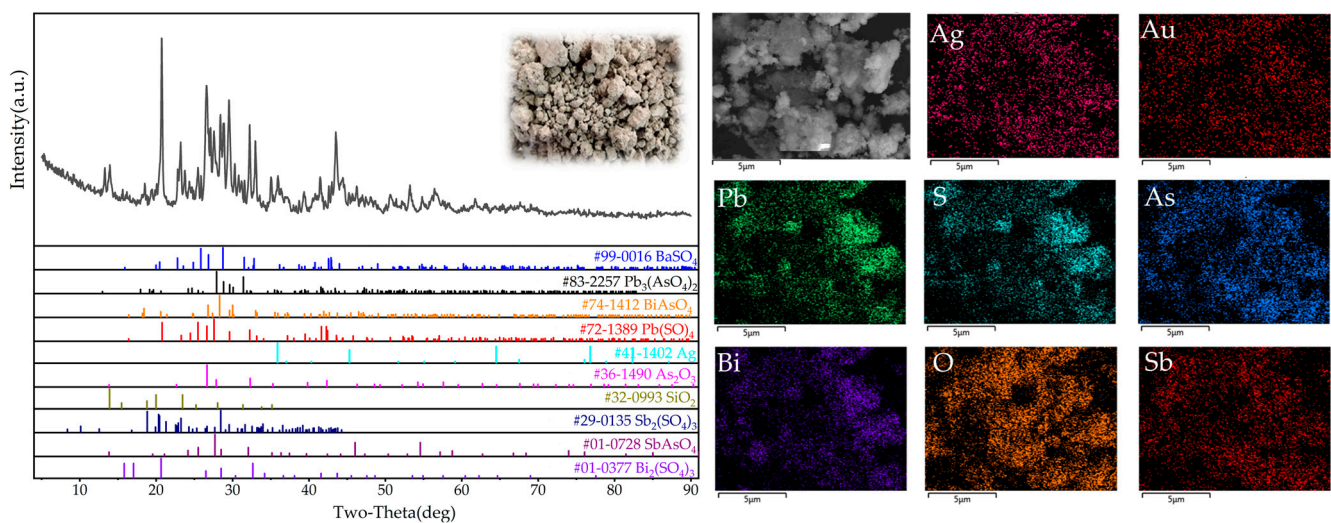 Intensity(a.u.)
#99-0016 BaSO4
#83-2257 Pb3(AsO4)2
#74-1412 BiAsO4
#72-1389 Pb(SO)4
#41-1402 Ag
#36-1490 As2O3
#32-0993 SiO2
#29-0135 Sb2(SO4)3
#01-0728 SbAsO4
#01-0377 Bi2(SO4)3
10 20 30 40 50 60 70 80 90
Two-Theta(deg)
5μm
Ag
5μm
Au
5μm
Pb
5μm
S
5μm
As
5μm
Bi
5μm
O
5μm
Sb
5μm